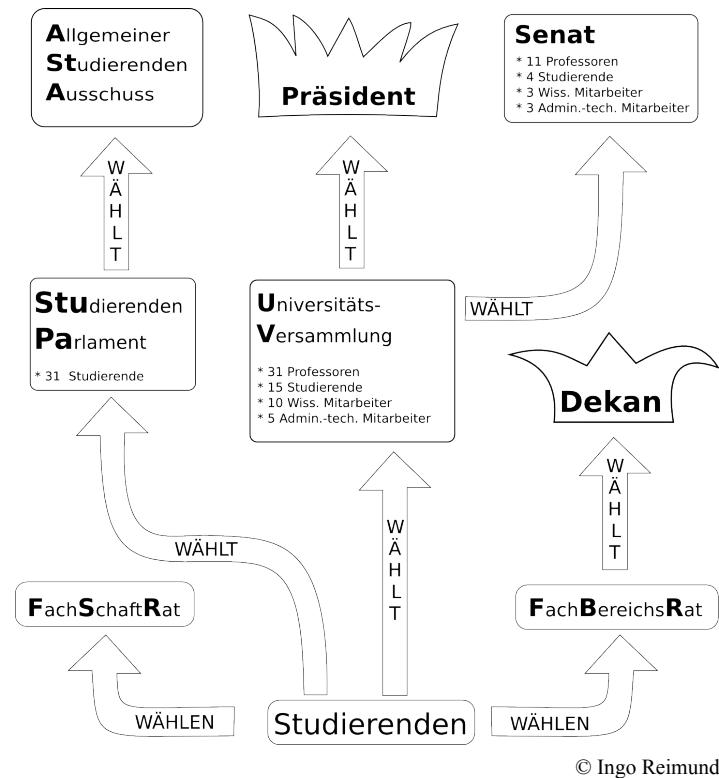 Allgemeiner
Studierenden
Ausschuss
Präsident
Senat
* 11 Professoren
* 4 Studierende
* 3 Wiss. Mitarbeiter
* 3 Admin.-tech. Mitarbeiter
WÄHLT
WÄHLT
WÄHLT
Studierenden
Parlament
* 31 Studierende
Universitäts-
Versammlung
* 31 Professoren
* 15 Studierende
* 10 Wiss. Mitarbeiter
* 5 Admin.-tech. Mitarbeiter
Dekan
WÄHLT
WÄHLT
WÄHLT
FachSchaftRat
FachBereichsRat
WÄHLEN
Studierenden
WÄHLEN
© Ingo Reimund